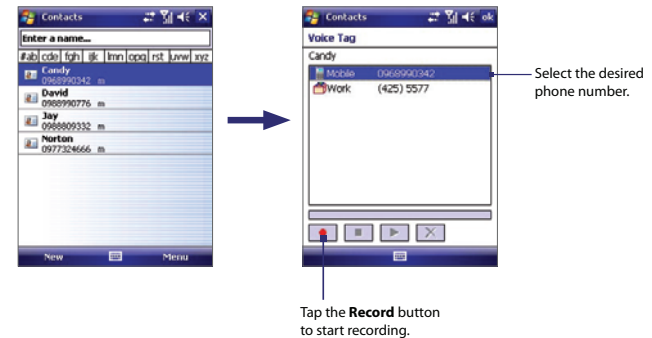 Contacts
Enter a name...
#ab cde fgh ijk lmn opq rst uvw xyz
Candy
0968990342 m
David
0988990776 m
Jay
0988809332 m
Norton
0977324666 m
New Menu
Contacts ok
Voice Tag
Candy
Mobile 0968990342
Work (425) 5577
Select the desired
phone number.
Tap the Record button
to start recording.